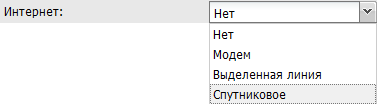 Интернет: Нет
Нет
Модем
Выделенная линия
Спутниковое